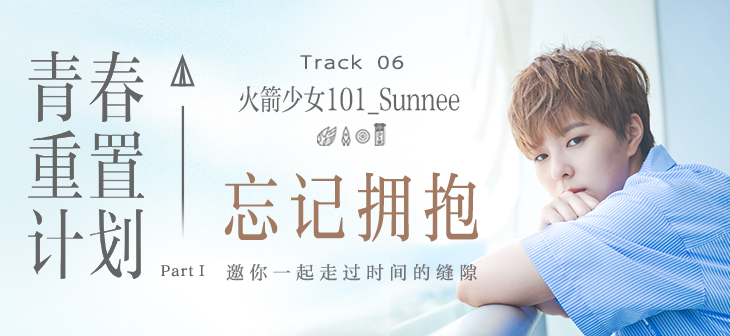 青春
重置
计划
Part I
Track 06
火箭少女101_Sunnee
忘记拥抱
邀你一起走过时间的缝隙